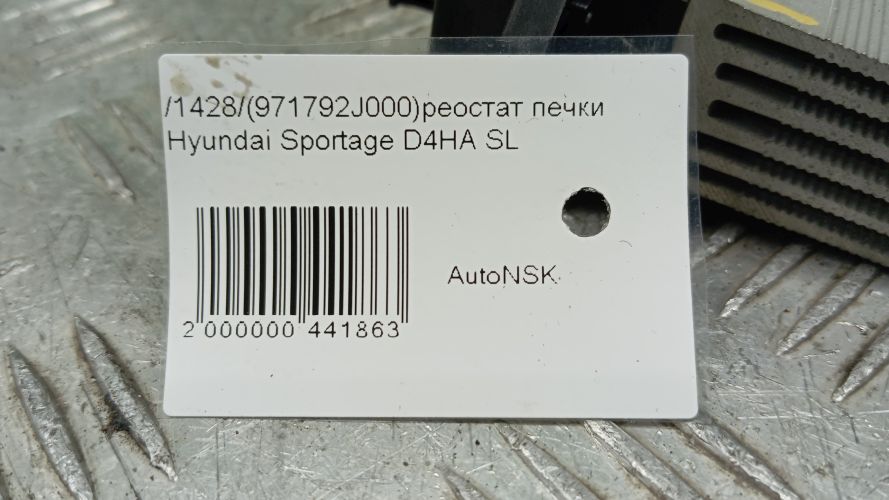 /1428/(971792J000)реостат печки
Hyundai Sportage D4HA SL
AutoNSK
2 000000 441863